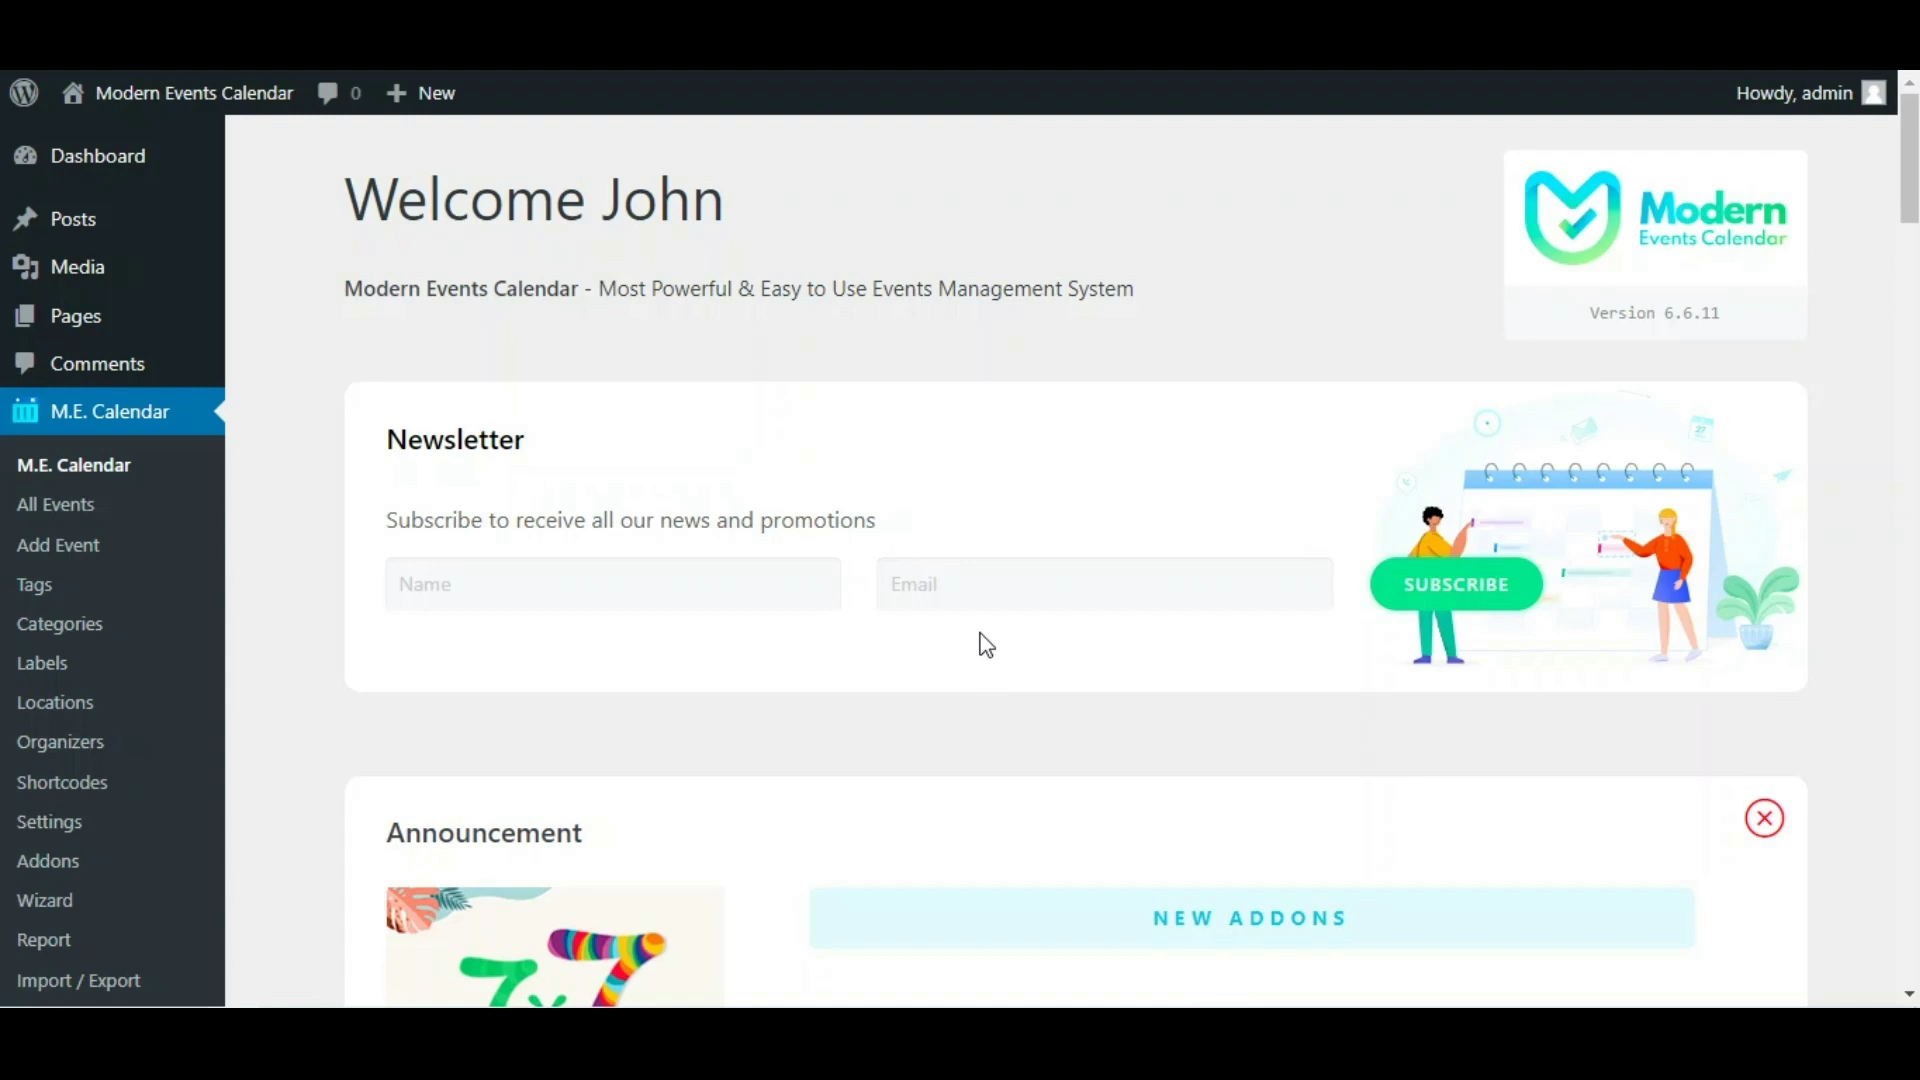 Modern Events Calendar 0 New Howdy, admin
Dashboard
Posts
Media
Pages
Comments
M.E. Calendar
M.E. Calendar
All Events
Add Event
Tags
Categories
Labels
Locations
Organizers
Shortcodes
Settings
Addons
Wizard
Report
Import / Export
Welcome John
Modern Events Calendar - Most Powerful & Easy to Use Events Management System
Modern
Events Calendar
Version 6.6.11
Newsletter
Subscribe to receive all our news and promotions
Name
Email
SUBSCRIBE
27
Announcement
NEW ADDONS